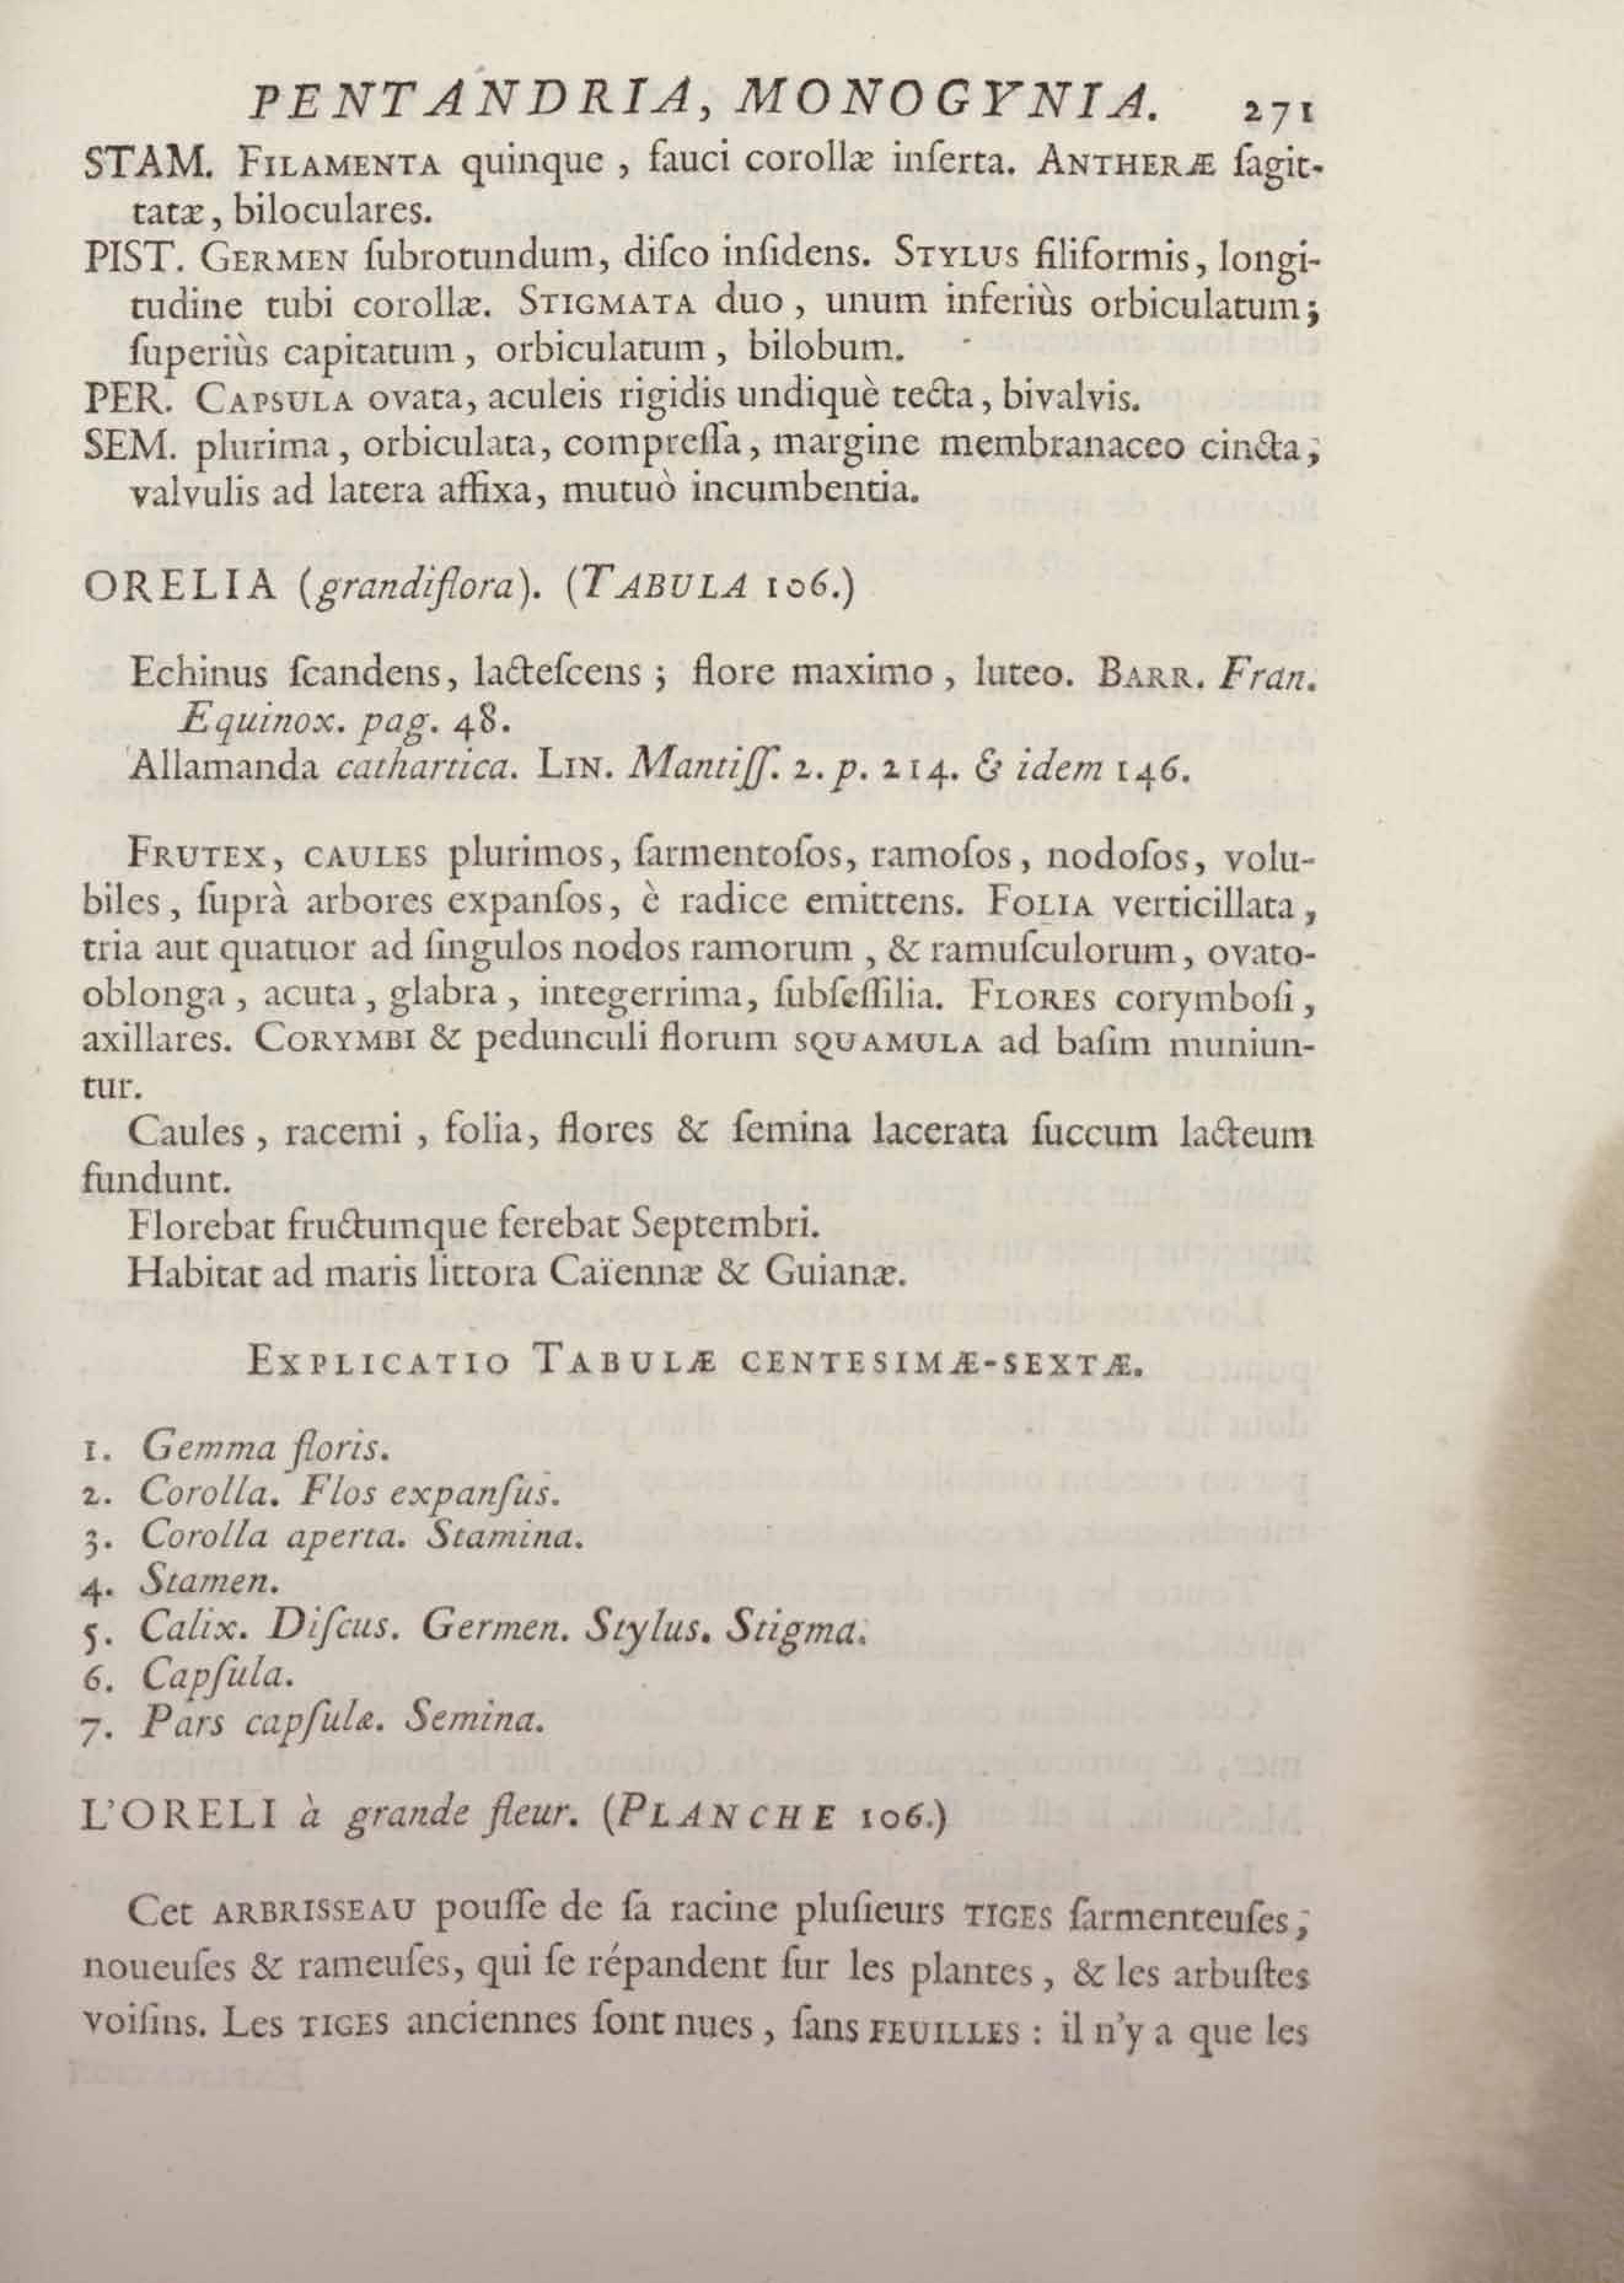 PENTANDRIA, MONOGYNIA. 271
STAM. FILAMENTA quinque, fauci corollæ inſerta. ANTHERÆ ſagit-
tatæ, biloculares.
PIST. GERMEN ſubrotundum, diſco inſidens. STYLUS filiformis, longi-
tudine tubi corollæ. STIGMATA duo, unum inferiùs orbiculatum;
ſuperiùs capitatum, orbiculatum, bilobum.
PER. CAPSULA ovata, aculeis rigidis undiquè tecta, bivalvis.
SEM. plurima, orbiculata, compreſſa, margine membranaceo cincta;
valvulis ad latera affixa, mutuò incumbentia.
ORELIA (grandiflora). (TABULA 106.)
Echinus ſcandens, lacteſcens; flore maximo, luteo. BARR. Fran.
Equinox. pag. 48.
Allamanda cathartica. LIN. Mantiſſ. 2. p. 214. & idem 146.
FRUTEX, CAULES plurimos, ſarmentoſos, ramoſos, nodoſos, volu-
biles, ſuprà arbores expanſos, è radice emittens. FOLIA verticillata,
tria aut quatuor ad ſingulos nodos ramorum, & ramuſculorum, ovato-
oblonga, acuta, glabra, integerrima, ſubſeſſilia. FLORES corymboſi,
axillares. CORYMBI & pedunculi florum SQUAMULA ad baſim muniun-
tur.
Caules, racemi, folia, flores & ſemina lacerata ſuccum lacteum
fundunt.
Florebat fructumque ferebat Septembri.
Habitat ad maris littora Caïennæ & Guianæ.
EXPLICATIO TABULÆ CENTESIMÆ-SEXTÆ.
1. Gemma floris.
2. Corolla. Flos expanſus.
3. Corolla aperta. Stamina.
4. Stamen.
5. Calix. Diſcus. Germen. Stylus. Stigma.
6. Capſula.
7. Pars capſulæ. Semina.
L'ORELI à grande fleur. (PLANCHE 106.)
Cet ARBRISSEAU pouſſe de ſa racine pluſieurs TIGES ſarmenteuſes,
noueuſes & rameuſes, qui ſe répandent ſur les plantes, & les arbuſtes
voiſins. Les TIGES anciennes ſont nues, ſans FEUILLES : il n'y a que les